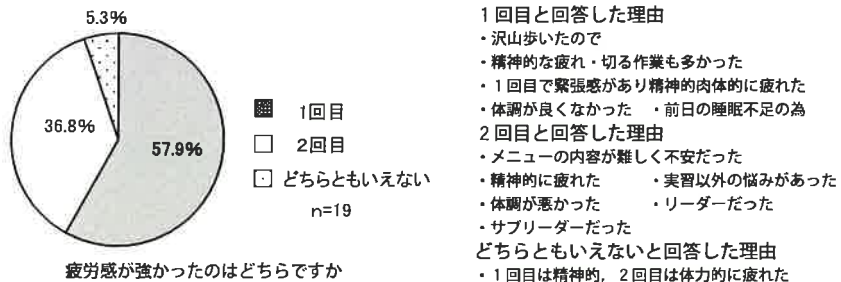 5.3%
36.8%
57.9%
1回目
2回目
どちらともいえない
n=19
疲労感が強かったのはどちらですか
1回目と回答した理由
・沢山歩いたので
・精神的な疲れ・切る作業も多かった
・1回目で緊張感があり精神的肉体的に疲れた
・体調が良くなかった ・前日の睡眠不足の為
2回目と回答した理由
・メニューの内容が難しく不安だった
・精神的に疲れた ・実習以外の悩みがあった
・体調が悪かった ・リーダーだった
・サブリーダーだった
どちらともいえないと回答した理由
・1回目は精神的，2回目は体力的に疲れた